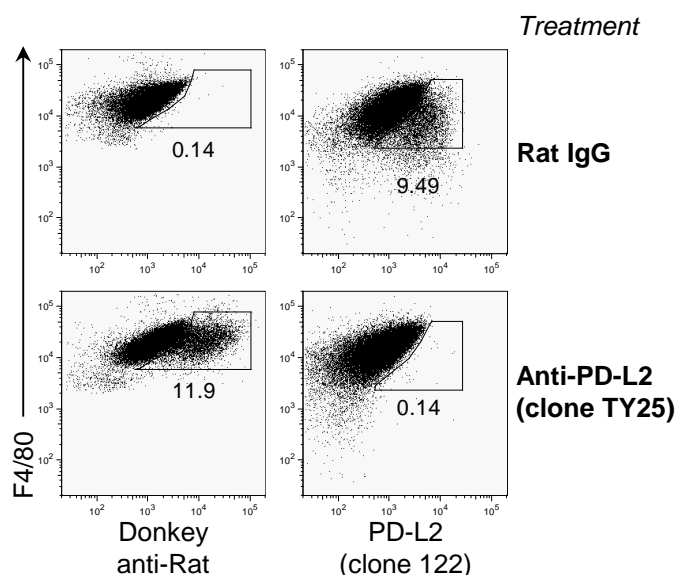 Treatment
10⁵
10⁴
10³
10²
0.14
10² 10³ 10⁴ 10⁵
10⁵
10⁴
10³
10²
9.49
10² 10³ 10⁴ 10⁵
Rat IgG
10⁵
10⁴
10³
10²
11.9
10² 10³ 10⁴ 10⁵
10⁵
10⁴
10³
10²
0.14
10² 10³ 10⁴ 10⁵
Anti-PD-L2
(clone TY25)
F4/80
Donkey
anti-Rat
PD-L2
(clone 122)